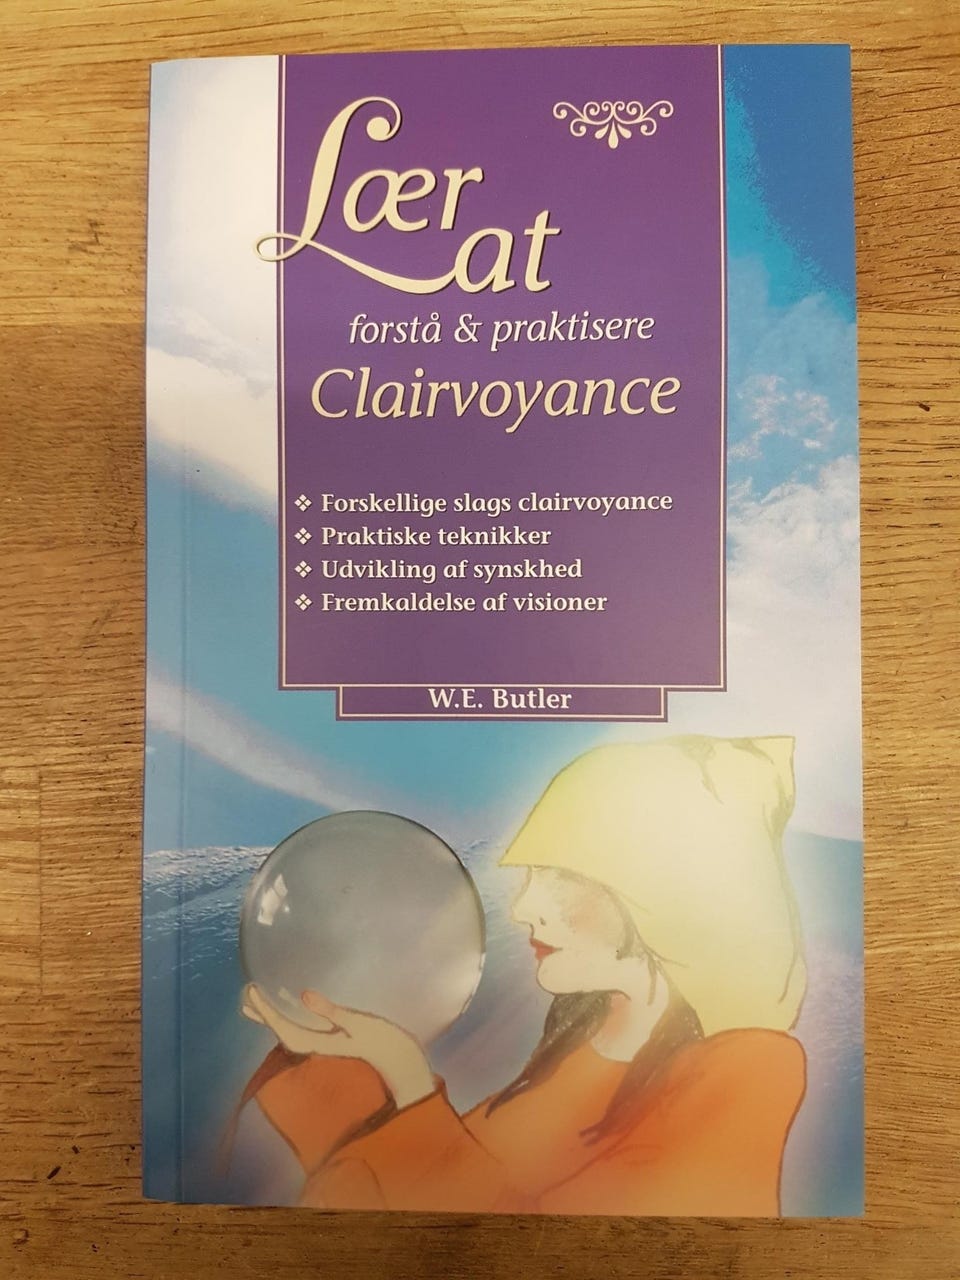 Lær
at
forstå & praktisere
Clairvoyance
❖ Forskellige slags clairvoyance
❖ Praktiske teknikker
❖ Udvikling af synskhed
❖ Fremkaldelse af visioner
W.E. Butler